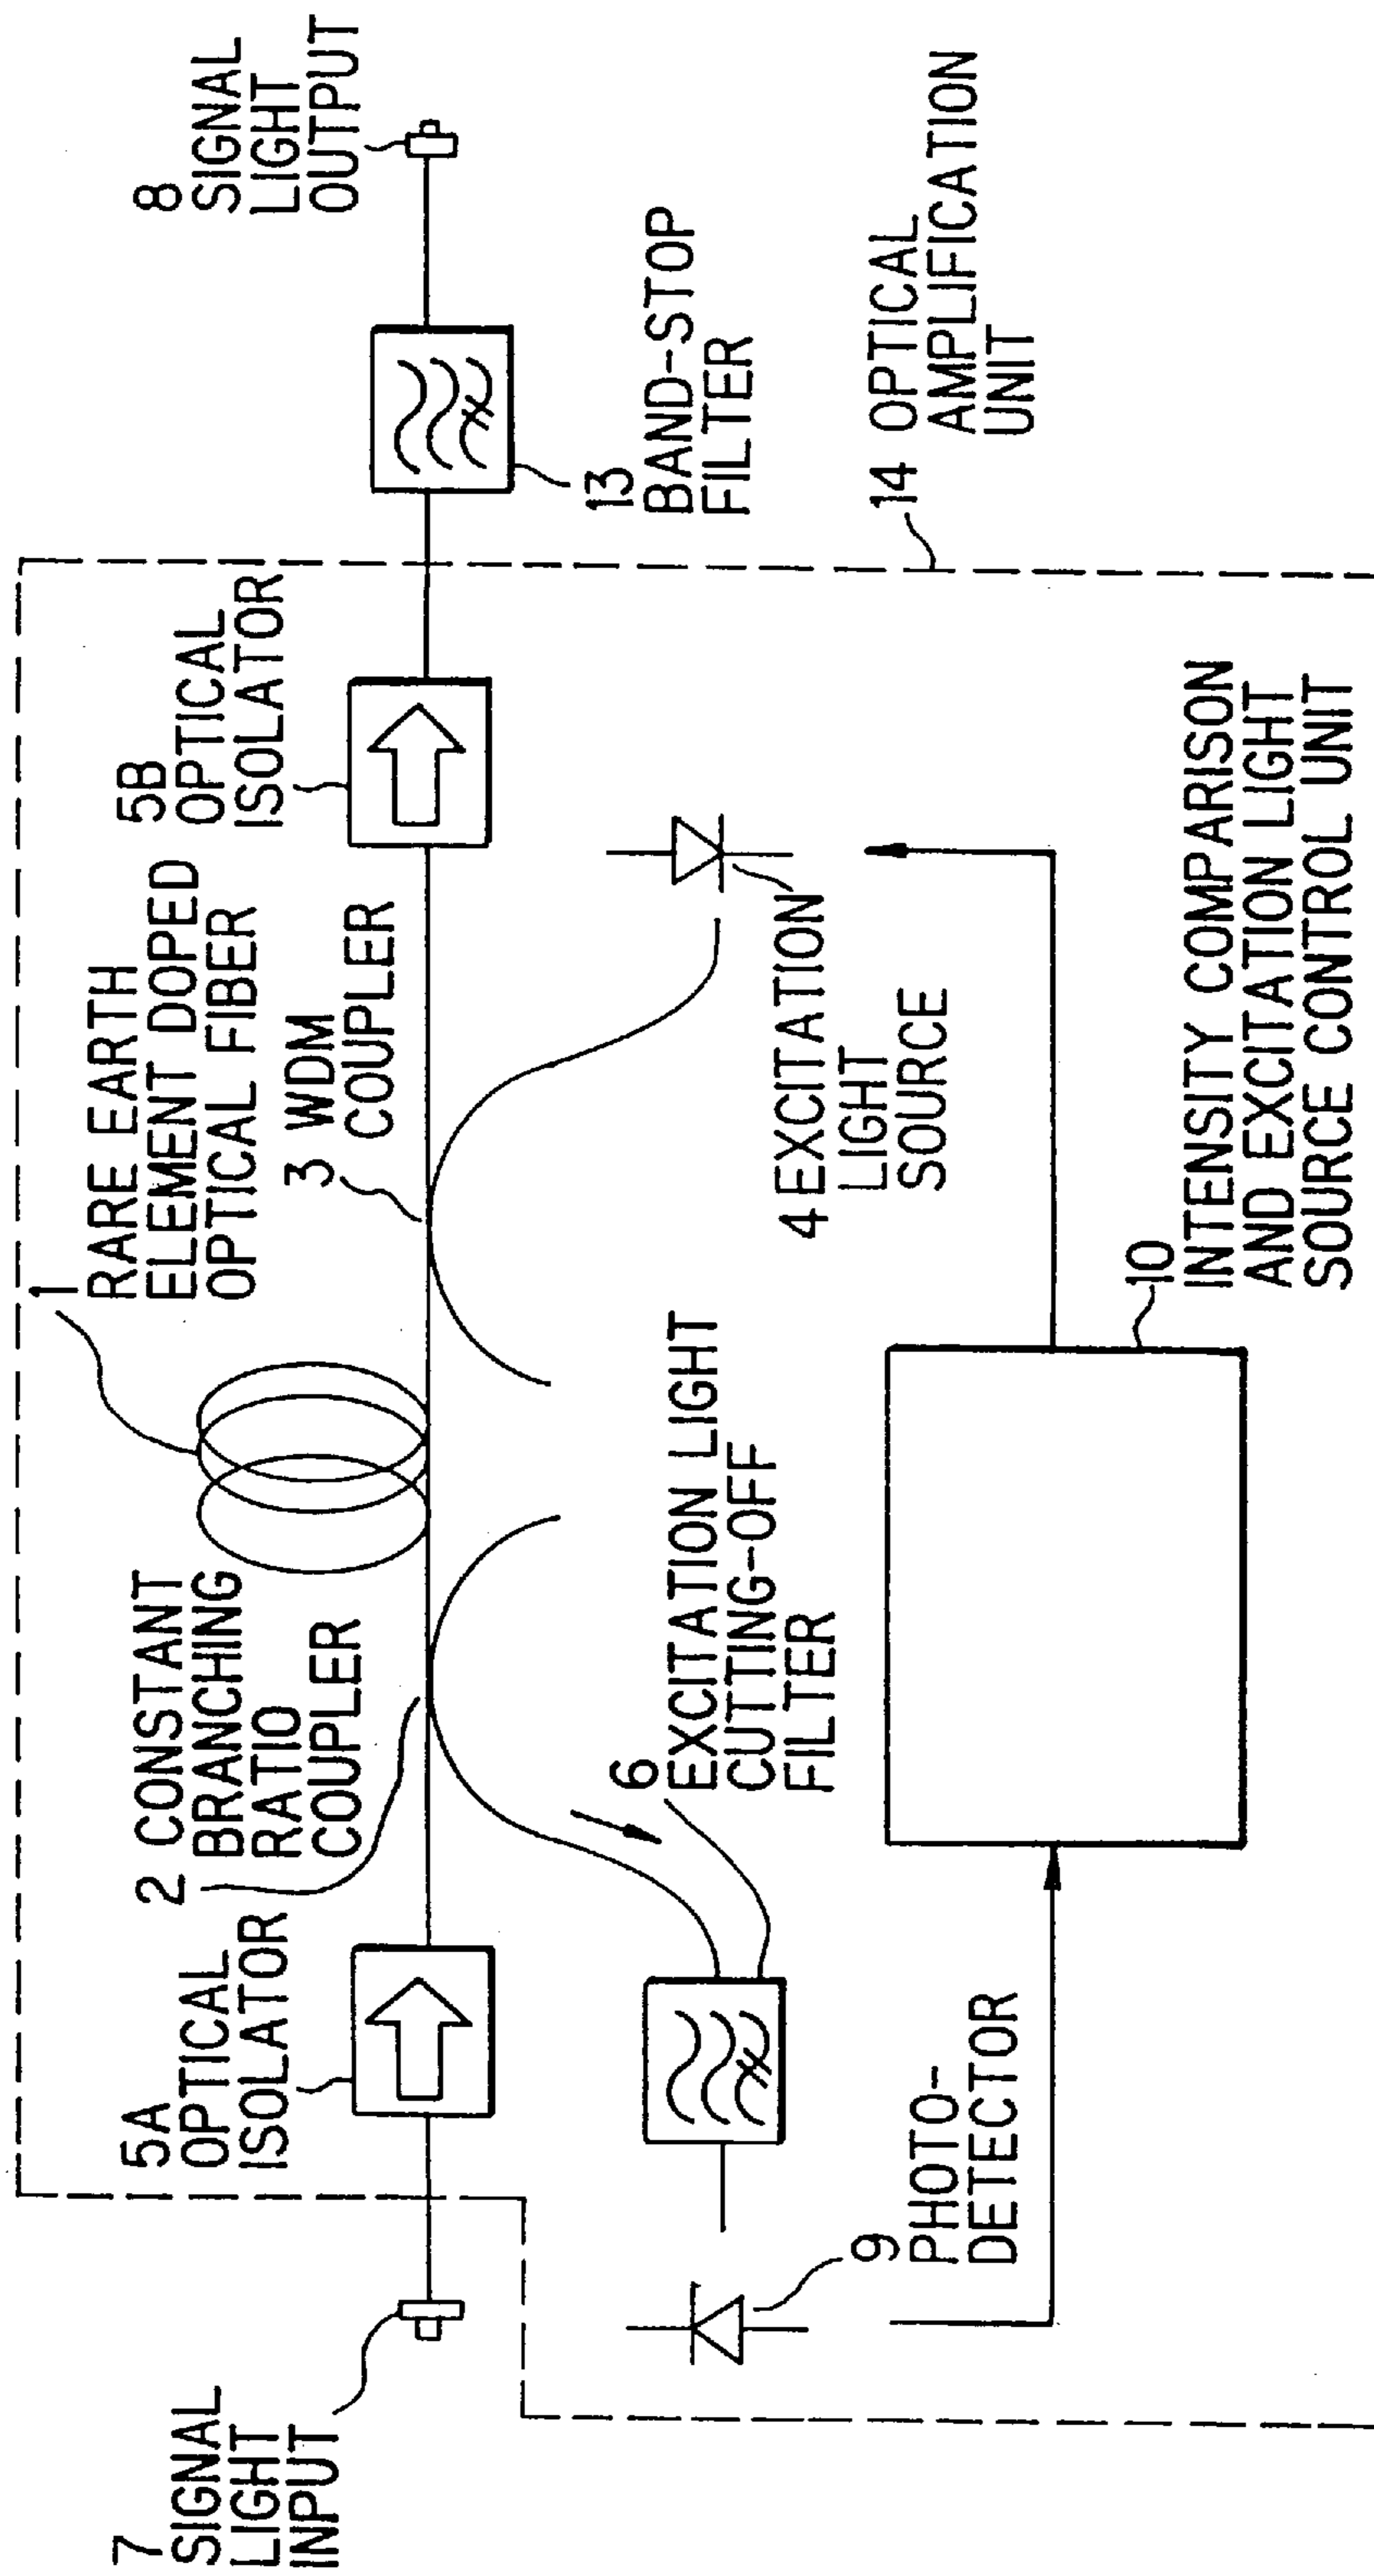 7
SIGNAL
LIGHT
INPUT
5A
OPTICAL
ISOLATOR
2 CONSTANT
BRANCHING
RATIO
COUPLER
1
RARE EARTH
ELEMENT DOPED
OPTICAL FIBER
3 WDM
COUPLER
5B
OPTICAL
ISOLATOR
8
SIGNAL
LIGHT
OUTPUT
13
BAND-STOP
FILTER
14 OPTICAL
AMPLIFICATION
UNIT
6
EXCITATION LIGHT
CUTTING-OFF
FILTER
4 EXCITATION
LIGHT
SOURCE
9
PHOTO-
DETECTOR
10
INTENSITY COMPARISON
AND EXCITATION LIGHT
SOURCE CONTROL UNIT